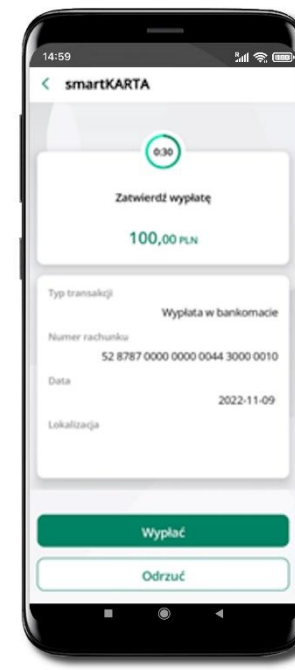 14:59
smartKARTA
0:30
Zatwierdź wypłatę
100,00 PLN
Typ transakcji
Wypłata w bankomacie
Numer rachunku
52 8787 0000 0000 0044 3000 0010
Data
2022-11-09
Lokalizacja
Wypłać
Odrzuć